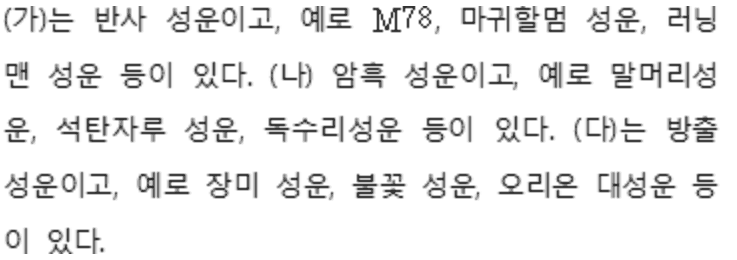 (가)는 반사 성운이고, 예로 M78, 마귀할멈 성운, 러닝
맨 성운 등이 있다. (나) 암흑 성운이고, 예로 말머리성
운, 석탄자루 성운, 독수리성운 등이 있다. (다)는 방출
성운이고, 예로 장미 성운, 불꽃 성운, 오리온 대성운 등
이 있다.